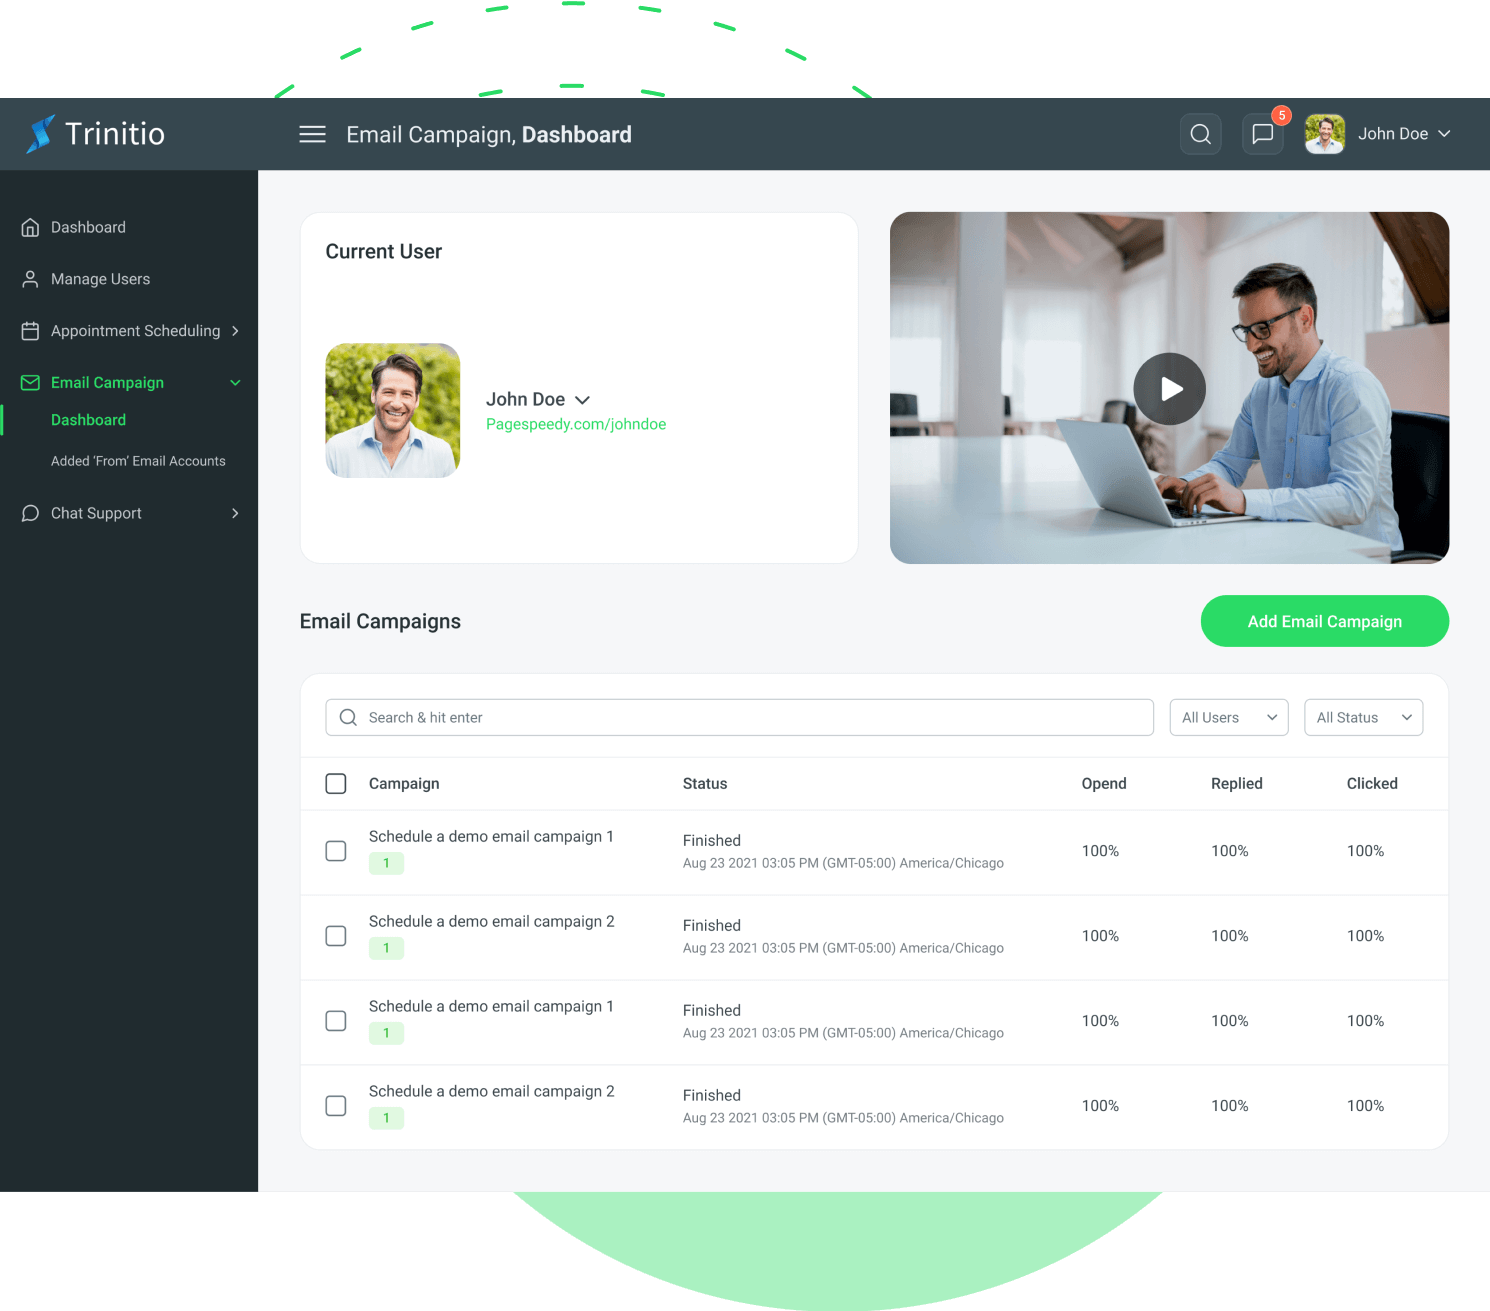 Trinitio
Email Campaign, Dashboard
5
John Doe
Dashboard
Manage Users
Appointment Scheduling
Email Campaign
Dashboard
Added ‘From’ Email Accounts
Chat Support
Current User
John Doe
Pagespeedy.com/johndoe
Email Campaigns
Add Email Campaign
Search & hit enter
All Users
All Status
Campaign Status Opend Replied Clicked
Schedule a demo email campaign 1
1
Finished
Aug 23 2021 03:05 PM (GMT-05:00) America/Chicago
100% 100% 100%
Schedule a demo email campaign 2
1
Finished
Aug 23 2021 03:05 PM (GMT-05:00) America/Chicago
100% 100% 100%
Schedule a demo email campaign 1
1
Finished
Aug 23 2021 03:05 PM (GMT-05:00) America/Chicago
100% 100% 100%
Schedule a demo email campaign 2
1
Finished
Aug 23 2021 03:05 PM (GMT-05:00) America/Chicago
100% 100% 100%